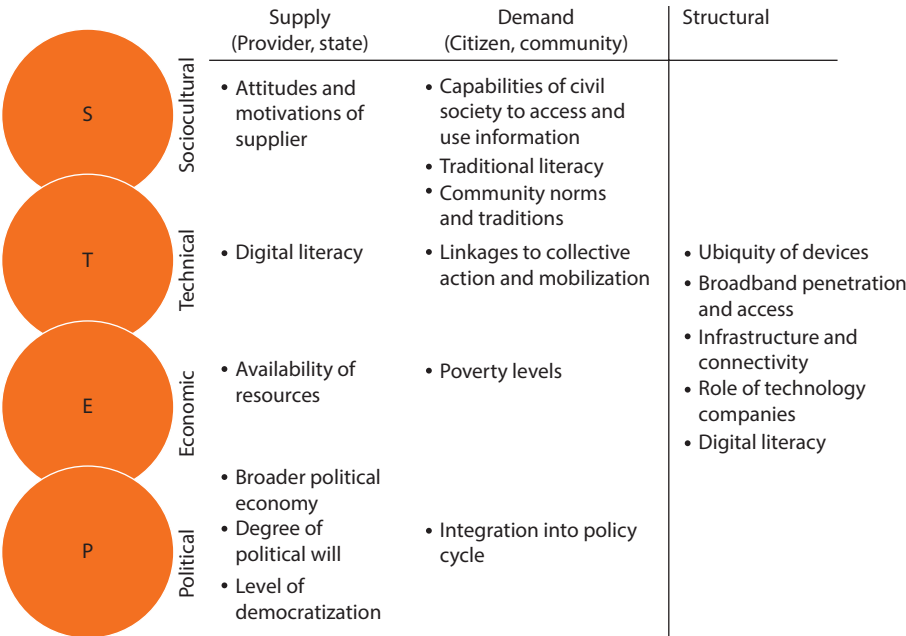 Supply
(Provider, state)
Demand
(Citizen, community)
Structural
S
Sociocultural
• Attitudes and
motivations of
supplier
• Capabilities of civil
society to access and
use information
• Traditional literacy
• Community norms
and traditions
T
Technical
• Digital literacy
• Linkages to collective
action and mobilization
• Ubiquity of devices
• Broadband penetration
and access
• Infrastructure and
connectivity
• Role of technology
companies
• Digital literacy
E
Economic
• Availability of
resources
• Poverty levels
P
Political
• Broader political
economy
• Degree of
political will
• Level of
democratization
• Integration into policy
cycle